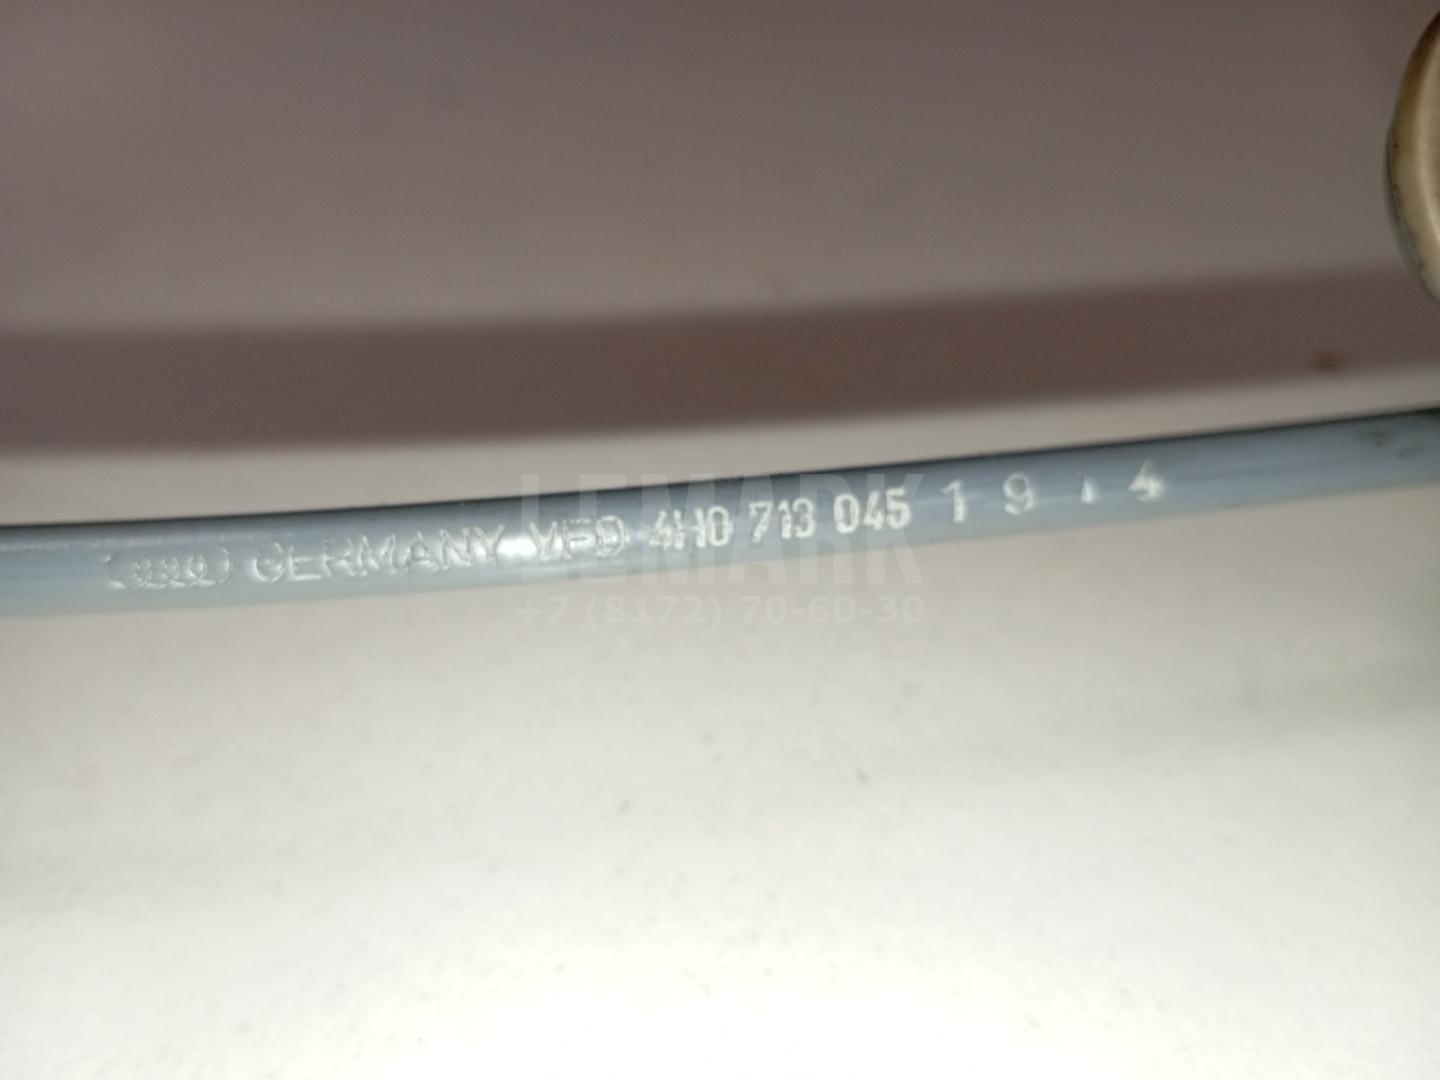 GERMANY VFD 4H0 713 045 1 9 1 4
LEMARK
+7 (8172) 70-60-30